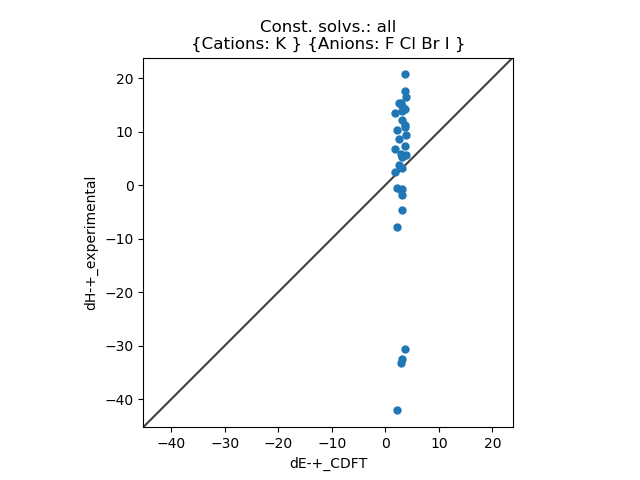 Const. solvs.: all
{Cations: K } {Anions: F Cl Br I }
20
10
0
−10
−20
−30
−40
dH-+_experimental
−40 −30 −20 −10 0 10 20
dE-+_CDFT